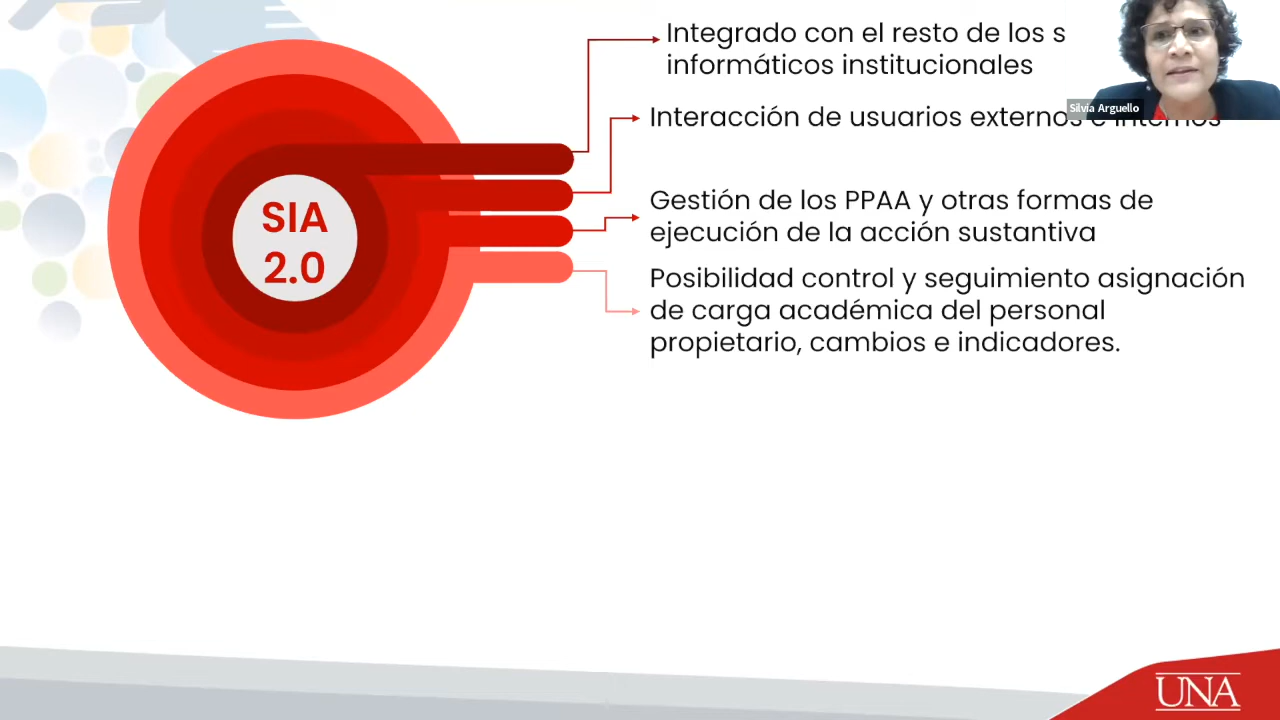 Integrado con el resto de los s
informáticos institucionales
Silvia Arguello
Interacción de usuarios externos e internos
SIA
2.0
Gestión de los PPAA y otras formas de
ejecución de la acción sustantiva
Posibilidad control y seguimiento asignación
de carga académica del personal
propietario, cambios e indicadores.
UNA